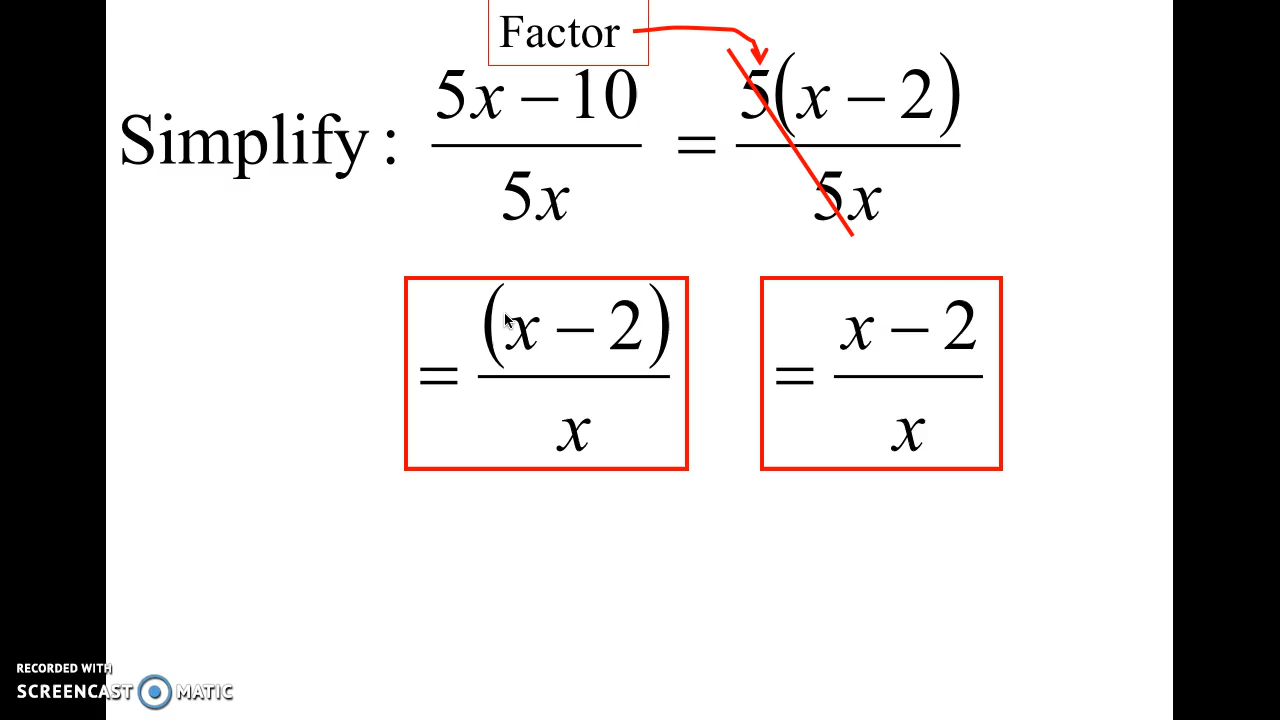 Factor
Simplify: (5x − 10)/(5x) = 5(x − 2)/(5x)
= (x − 2)/x = x − 2/x
RECORDED WITH
SCREENCAST MATIC